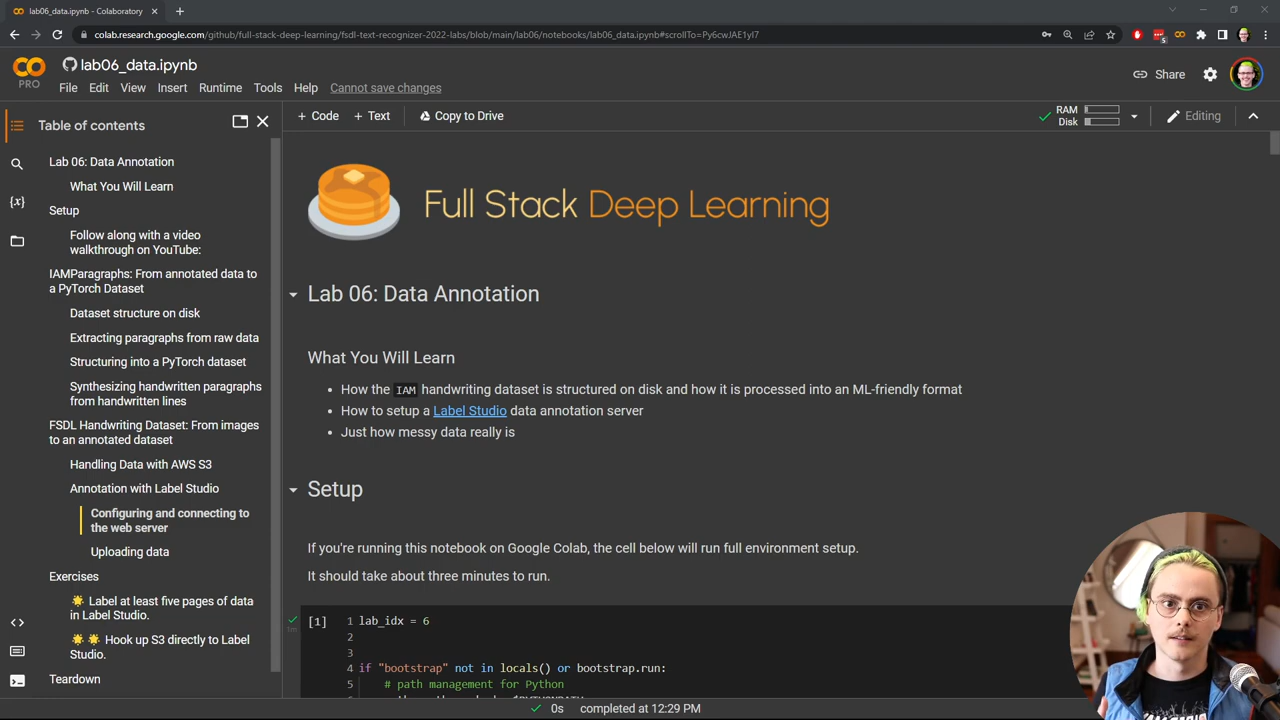 lab06_data.ipynb - Colaboratory
colab.research.google.com/github/full-stack-deep-learning/fsdl-text-recognizer-2022-labs/blob/main/lab06/notebooks/lab06_data.ipynb#scrollTo=Py6cwJAE1yI7
PRO
lab06_data.ipynb
File Edit View Insert Runtime Tools Help Cannot save changes
Share
Table of contents
+ Code + Text Copy to Drive
RAM
Disk
Editing
Lab 06: Data Annotation
What You Will Learn
Setup
Follow along with a video
walkthrough on YouTube:
IAMParagraphs: From annotated data to
a PyTorch Dataset
Dataset structure on disk
Extracting paragraphs from raw data
Structuring into a PyTorch dataset
Synthesizing handwritten paragraphs
from handwritten lines
FSDL Handwriting Dataset: From images
to an annotated dataset
Handling Data with AWS S3
Annotation with Label Studio
Configuring and connecting to
the web server
Uploading data
Exercises
🌟 Label at least five pages of data
in Label Studio.
🌟🌟 Hook up S3 directly to Label
Studio.
Teardown
Full Stack Deep Learning
Lab 06: Data Annotation
What You Will Learn
• How the IAM handwriting dataset is structured on disk and how it is processed into an ML-friendly format
• How to setup a Label Studio data annotation server
• Just how messy data really is
Setup
If you're running this notebook on Google Colab, the cell below will run full environment setup.
It should take about three minutes to run.
[1] 1 lab_idx = 6
2
3
4 if "bootstrap" not in locals() or bootstrap.run:
5 # path management for Python
0s completed at 12:29 PM